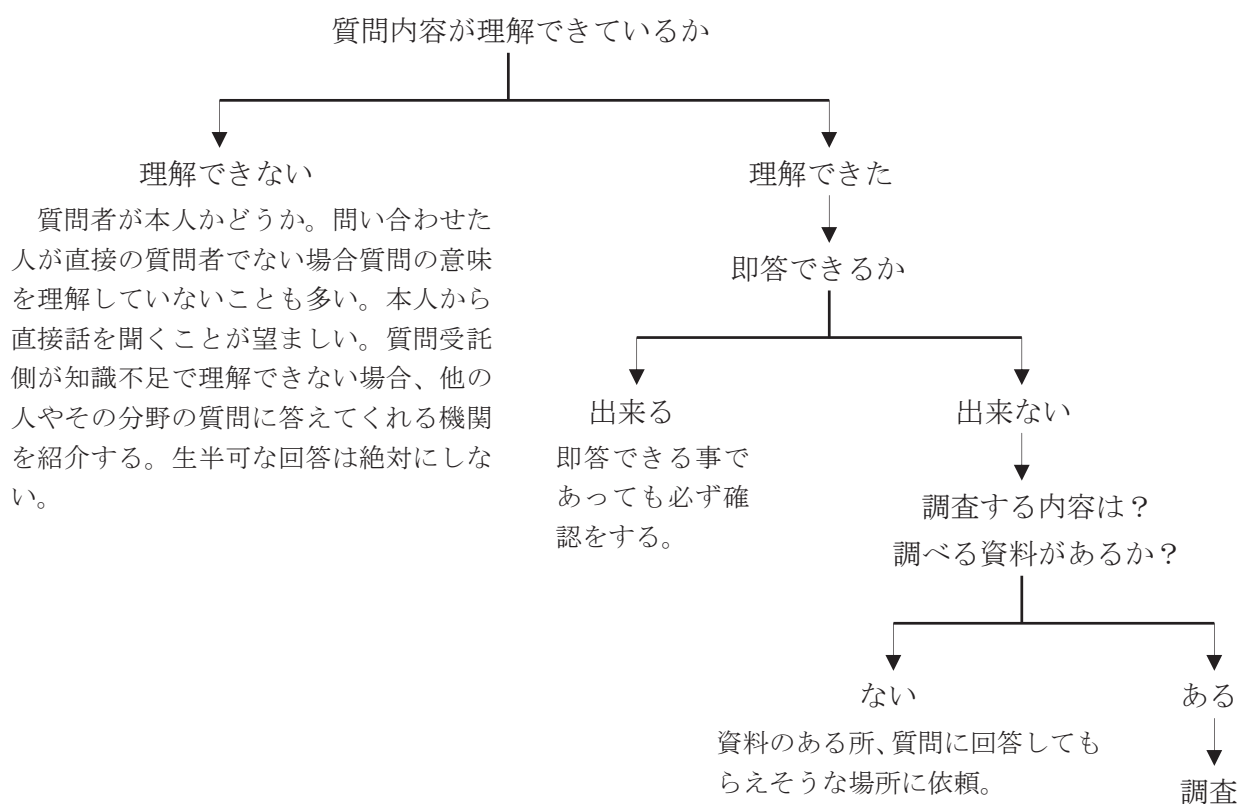 質問内容が理解できているか
理解できない
質問者が本人かどうか。問い合わせた
人が直接の質問者でない場合質問の意味
を理解していないことも多い。本人から
直接話を聞くことが望ましい。質問受託
側が知識不足で理解できない場合、他の
人やその分野の質問に答えてくれる機関
を紹介する。生半可な回答は絶対にしな
い。
理解できた
即答できるか
出来る
即答できる事で
あっても必ず確
認をする。
出来ない
調査する内容は？
調べる資料があるか？
ない
資料のある所、質問に回答しても
らえそうな場所に依頼。
ある
調査